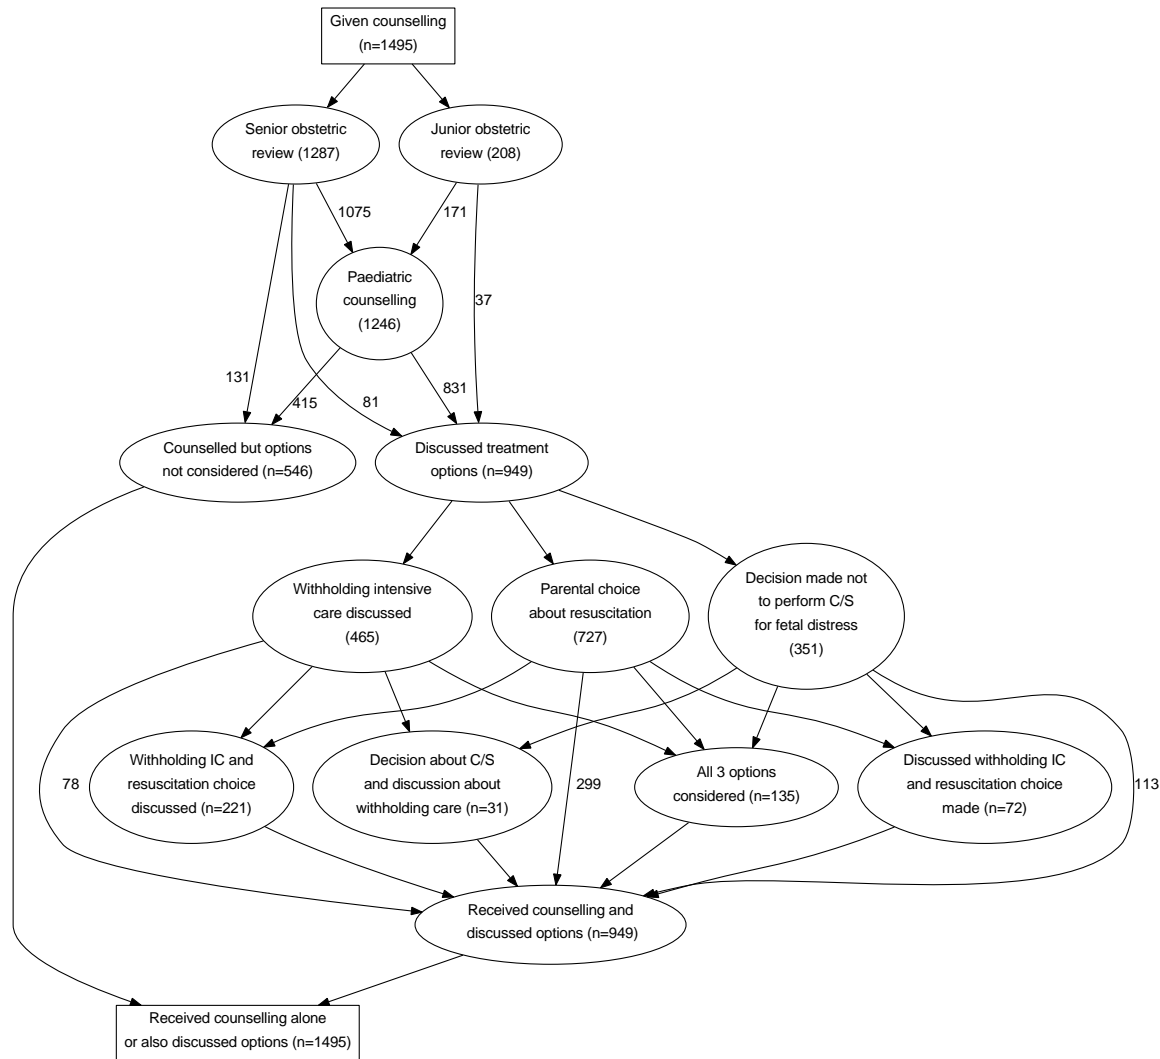 Given counselling
(n=1495)
Senior obstetric
review (1287)
Junior obstetric
review (208)
1075
171
Paediatric
counselling
(1246)
37
131
415
81
831
Counselled but options
not considered (n=546)
Discussed treatment
options (n=949)
Withholding intensive
care discussed
(465)
Parental choice
about resuscitation
(727)
Decision made not
to perform C/S
for fetal distress
(351)
78
Withholding IC and
resuscitation choice
discussed (n=221)
Decision about C/S
and discussion about
withholding care (n=31)
299
All 3 options
considered (n=135)
Discussed withholding IC
and resuscitation choice
made (n=72)
113
Received counselling and
discussed options (n=949)
Received counselling alone
or also discussed options (n=1495)